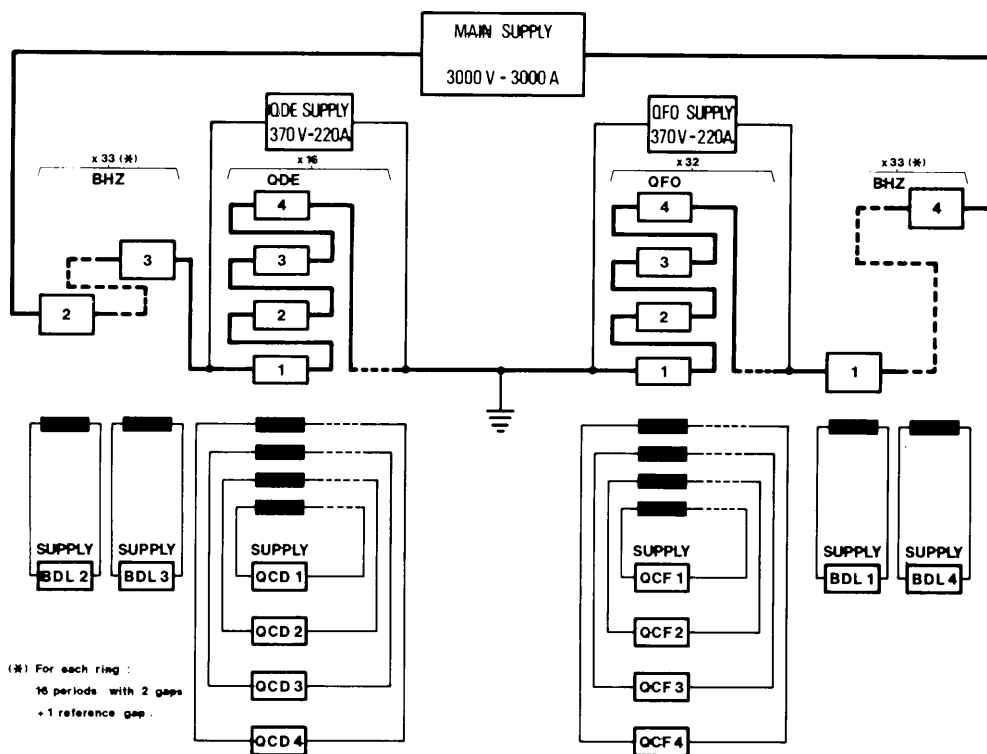 MAIN SUPPLY
3000 V - 3000 A
QDE SUPPLY
370 V - 220A
QFO SUPPLY
370 V - 220A
x 33 (*)
BHZ
x 16
QDE
x 32
QFO
x 33 (*)
BHZ
4
3
2
1
3
2
4
3
2
1
4
1
SUPPLY
BDL 2
SUPPLY
BDL 3
SUPPLY
QCD 1
QCD 2
QCD 3
QCD 4
SUPPLY
QCF 1
QCF 2
QCF 3
QCF 4
SUPPLY
BDL 1
SUPPLY
BDL 4
(*) For each ring :
16 periods with 2 gaps
+ 1 reference gap .